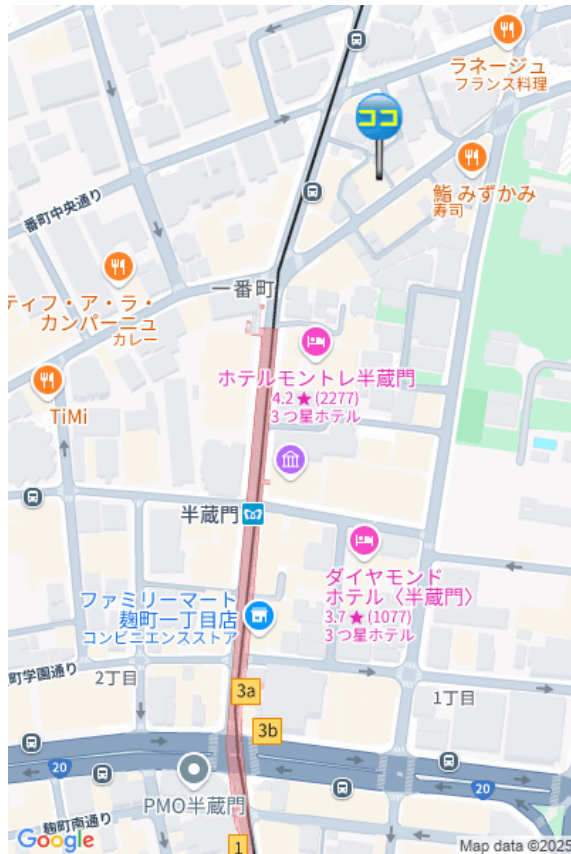 ラネージュ
フランス料理
ココ
鮨 みずかみ
寿司
番町中央通り
一番町
ティフ・ア・ラ・
カンパーニュ
カレー
ホテルモントレ半蔵門
4.2★(2277)
3 つ星ホテル
TiMi
半蔵門
ダイヤモンド
ホテル〈半蔵門〉
3.7★(1077)
3 つ星ホテル
ファミリーマート
麹町一丁目店
コンビニエンスストア
町学園通り
2丁目
3a
1丁目
3b
20
20
PMO半蔵門
麹町南通り
1
Google
Map data ©2025